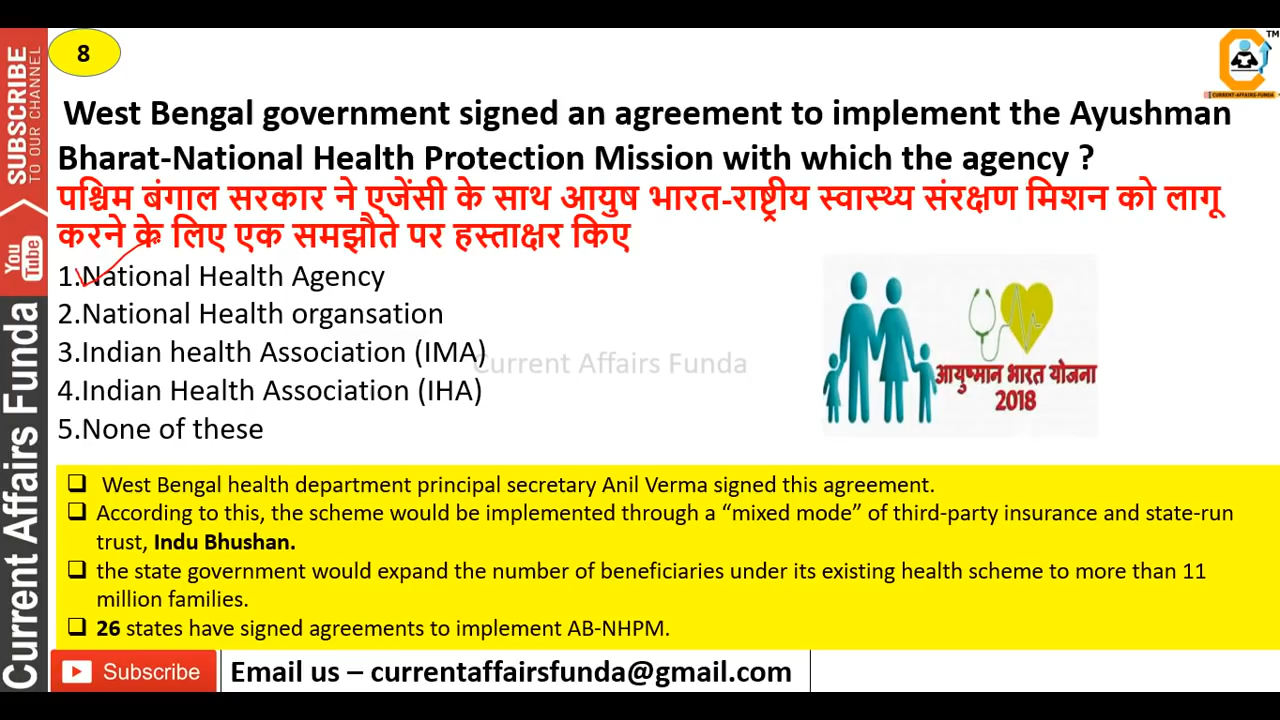 8
TM
CURRENT-AFFAIRS-FUNDA
West Bengal government signed an agreement to implement the Ayushman
Bharat-National Health Protection Mission with which the agency ?
पश्चिम बंगाल सरकार ने एजेंसी के साथ आयुष भारत-राष्ट्रीय स्वास्थ्य संरक्षण मिशन को लागू
करने के लिए एक समझौते पर हस्ताक्षर किए
1.National Health Agency
2.National Health organsation
3.Indian health Association (IMA)
4.Indian Health Association (IHA)
5.None of these
Current Affairs Funda
आयुष्मान भारत योजना
2018
West Bengal health department principal secretary Anil Verma signed this agreement.
According to this, the scheme would be implemented through a “mixed mode” of third-party insurance and state-run
trust, Indu Bhushan.
the state government would expand the number of beneficiaries under its existing health scheme to more than 11
million families.
26 states have signed agreements to implement AB-NHPM.
Subscribe
Email us – currentaffairsfunda@gmail.com
SUBSCRIBE
TO OUR CHANNEL
You
Tube
Current Affairs Funda